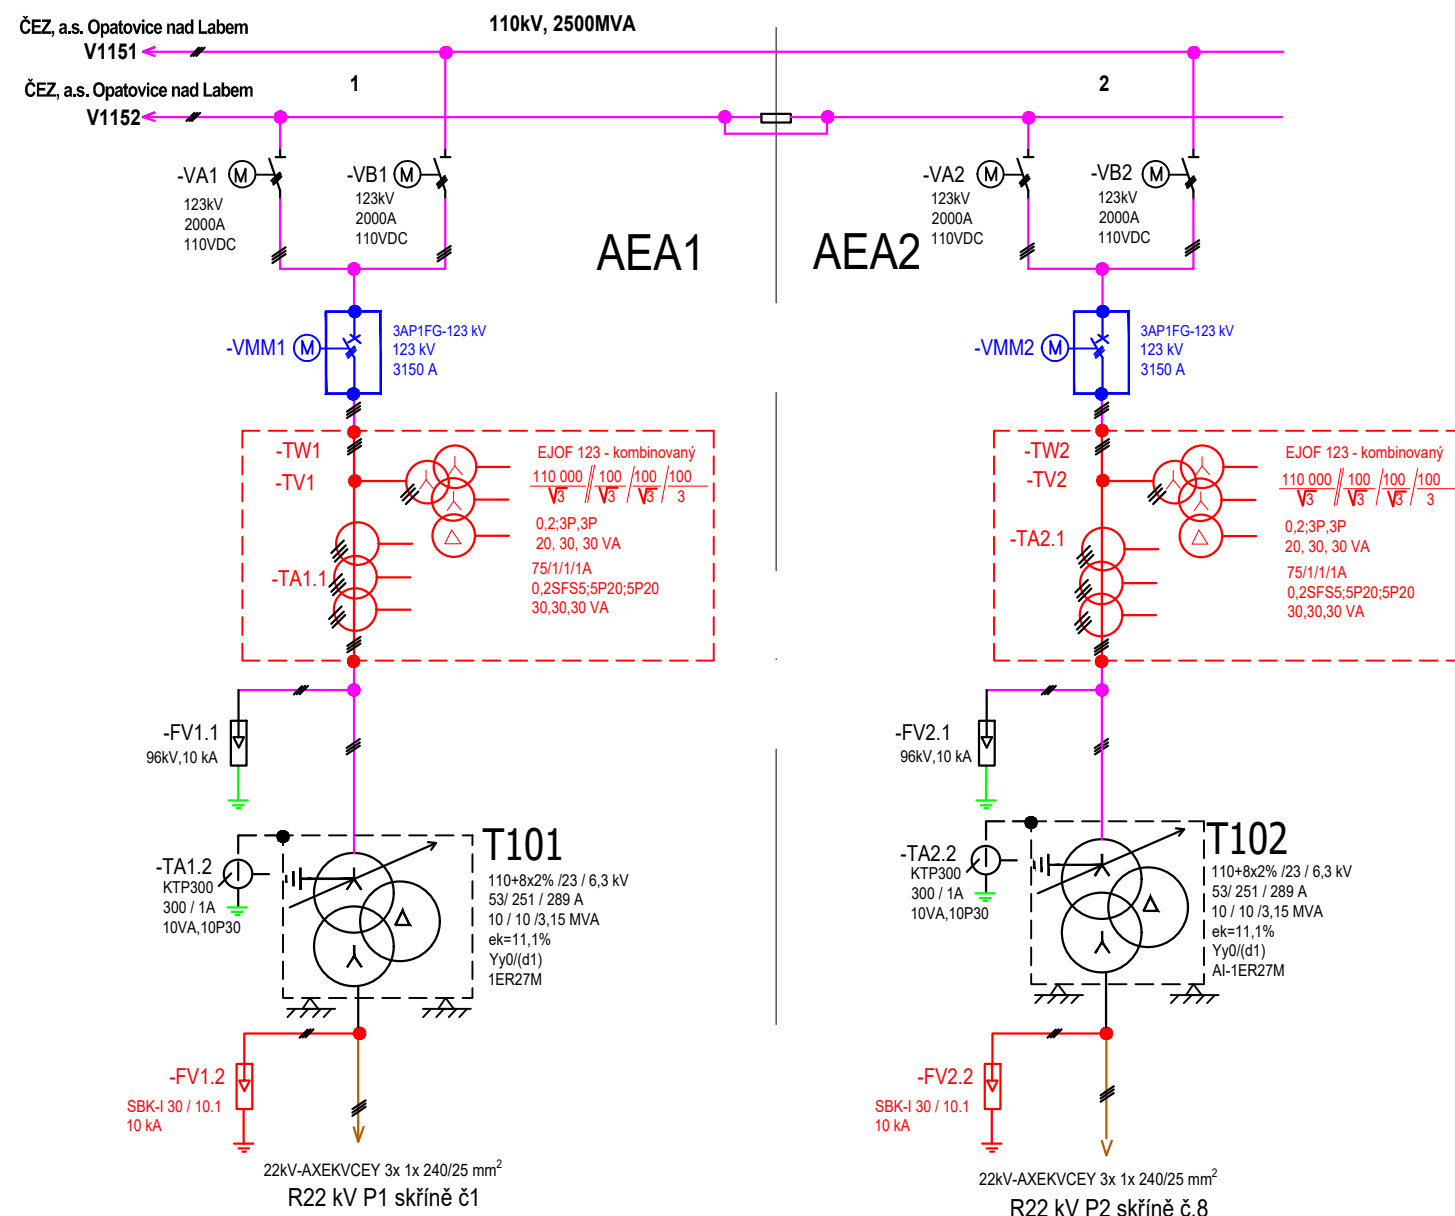 ČEZ, a.s. Opatovice nad Labem
V1151
110kV, 2500MVA
ČEZ, a.s. Opatovice nad Labem
V1152
1
2
-VA1
M
123kV
2000A
110VDC
-VB1
M
123kV
2000A
110VDC
AEA1
AEA2
-VA2
M
123kV
2000A
110VDC
-VB2
M
123kV
2000A
110VDC
-VMM1
M
3AP1FG-123 kV
123 kV
3150 A
-VMM2
M
3AP1FG-123 kV
123 kV
3150 A
-TW1
-TV1
-TA1.1
EJOF 123 - kombinovaný
110 000/√3 // 100/√3 / 100/√3 / 100/3
0,2;3P,3P
20, 30, 30 VA
75/1/1/1A
0,2SFS5;5P20;5P20
30,30,30 VA
-TW2
-TV2
-TA2.1
EJOF 123 - kombinovaný
110 000/√3 // 100/√3 / 100/√3 / 100/3
0,2;3P,3P
20, 30, 30 VA
75/1/1/1A
0,2SFS5;5P20;5P20
30,30,30 VA
-FV1.1
96kV,10 kA
-FV2.1
96kV,10 kA
-TA1.2
KTP300
300 / 1A
10VA,10P30
T101
110+8x2% /23 / 6,3 kV
53/ 251 / 289 A
10 / 10 /3,15 MVA
ek=11,1%
Yy0/(d1)
1ER27M
-TA2.2
KTP300
300 / 1A
10VA,10P30
T102
110+8x2% /23 / 6,3 kV
53/ 251 / 289 A
10 / 10 /3,15 MVA
ek=11,1%
Yy0/(d1)
Al-1ER27M
-FV1.2
SBK-I 30 / 10.1
10 kA
-FV2.2
SBK-I 30 / 10.1
10 kA
22kV-AXEKVCEY 3x 1x 240/25 mm²
R22 kV P1 skříně č1
22kV-AXEKVCEY 3x 1x 240/25 mm²
R22 kV P2 skříně č.8